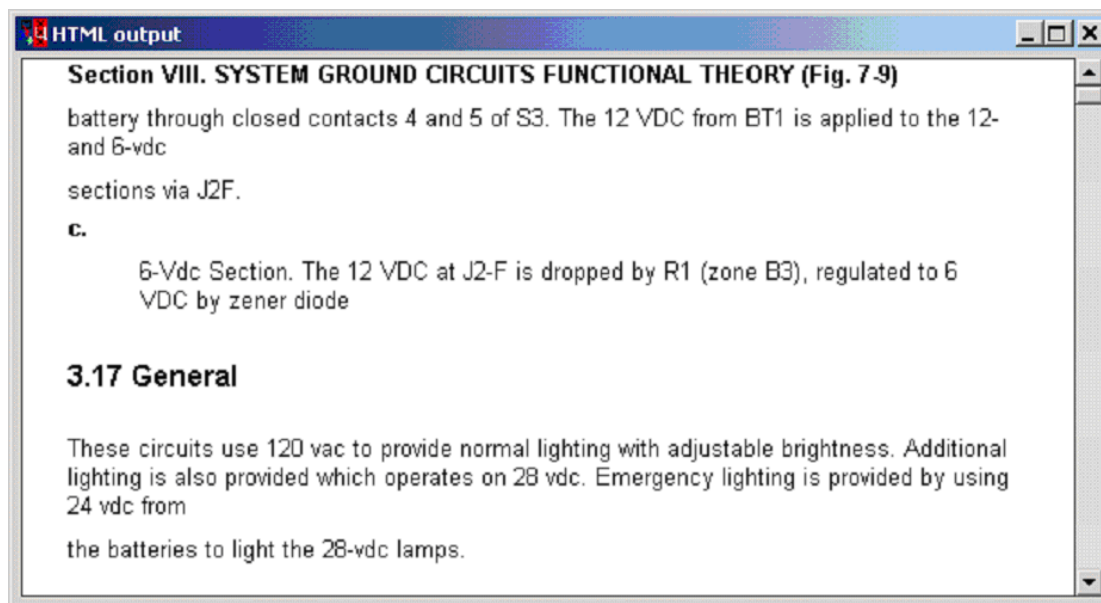 HTML output
Section VIII. SYSTEM GROUND CIRCUITS FUNCTIONAL THEORY (Fig. 7-9)
battery through closed contacts 4 and 5 of S3. The 12 VDC from BT1 is applied to the 12-
and 6-vdc
sections via J2F.
c.
6-Vdc Section. The 12 VDC at J2-F is dropped by R1 (zone B3), regulated to 6
VDC by zener diode
3.17 General
These circuits use 120 vac to provide normal lighting with adjustable brightness. Additional
lighting is also provided which operates on 28 vdc. Emergency lighting is provided by using
24 vdc from
the batteries to light the 28-vdc lamps.